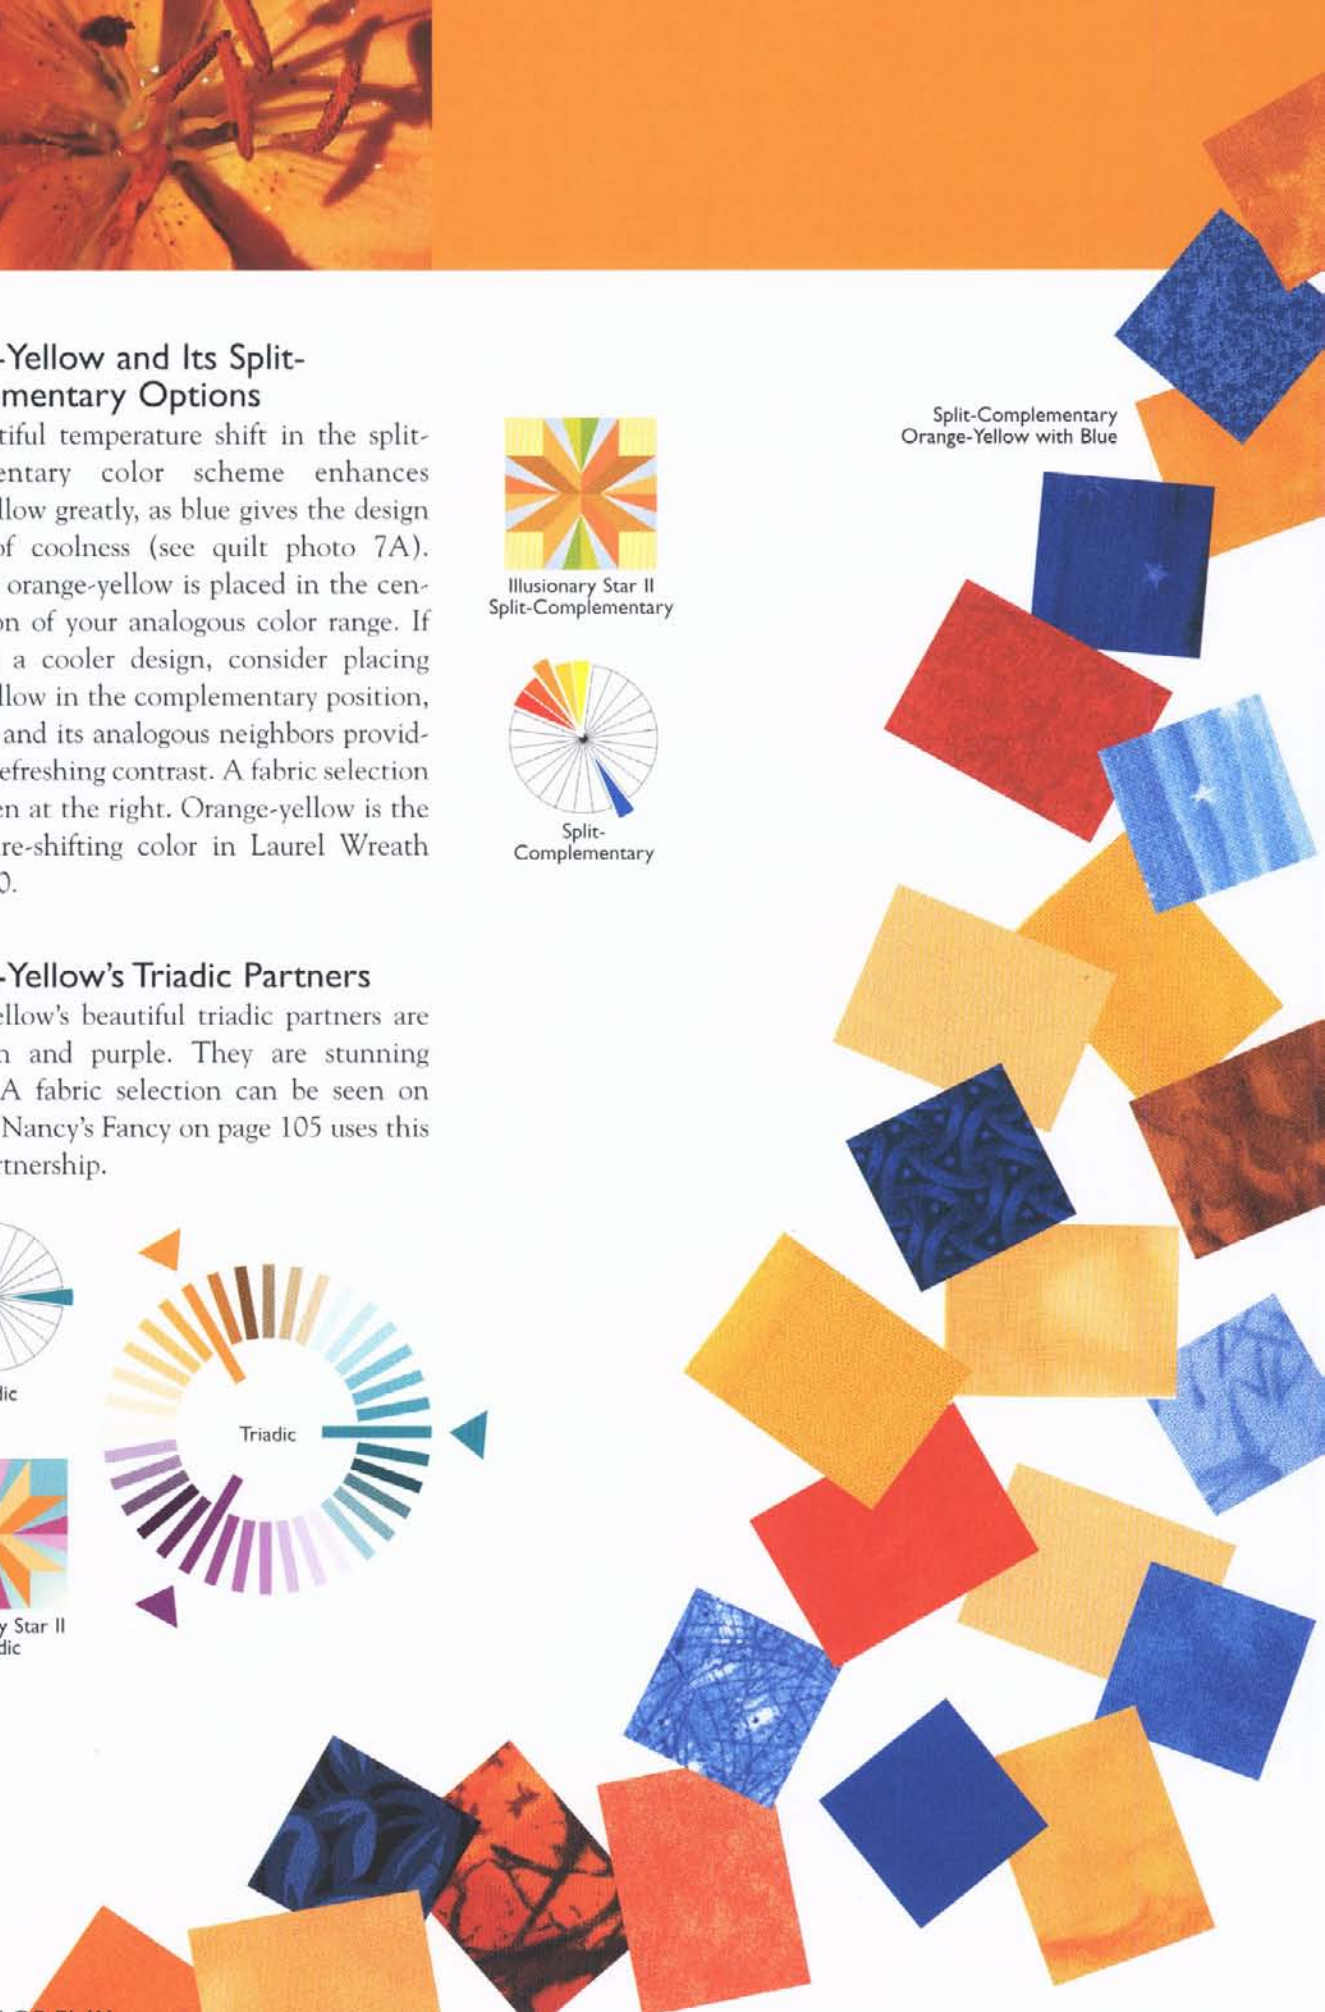 -Yellow and Its Split-
mentary Options
tiful temperature shift in the split-
entary color scheme enhances
llow greatly, as blue gives the design
of coolness (see quilt photo 7A).
orange-yellow is placed in the cen-
on of your analogous color range. If
a cooler design, consider placing
llow in the complementary position,
and its analogous neighbors provid-
efreshing contrast. A fabric selection
en at the right. Orange-yellow is the
re-shifting color in Laurel Wreath
0.
-Yellow's Triadic Partners
ellow's beautiful triadic partners are
n and purple. They are stunning
A fabric selection can be seen on
Nancy's Fancy on page 105 uses this
rtnership.
dic
Triadic
y Star II
dic
Illusionary Star II
Split-Complementary
Split-
Complementary
Split-Complementary
Orange-Yellow with Blue